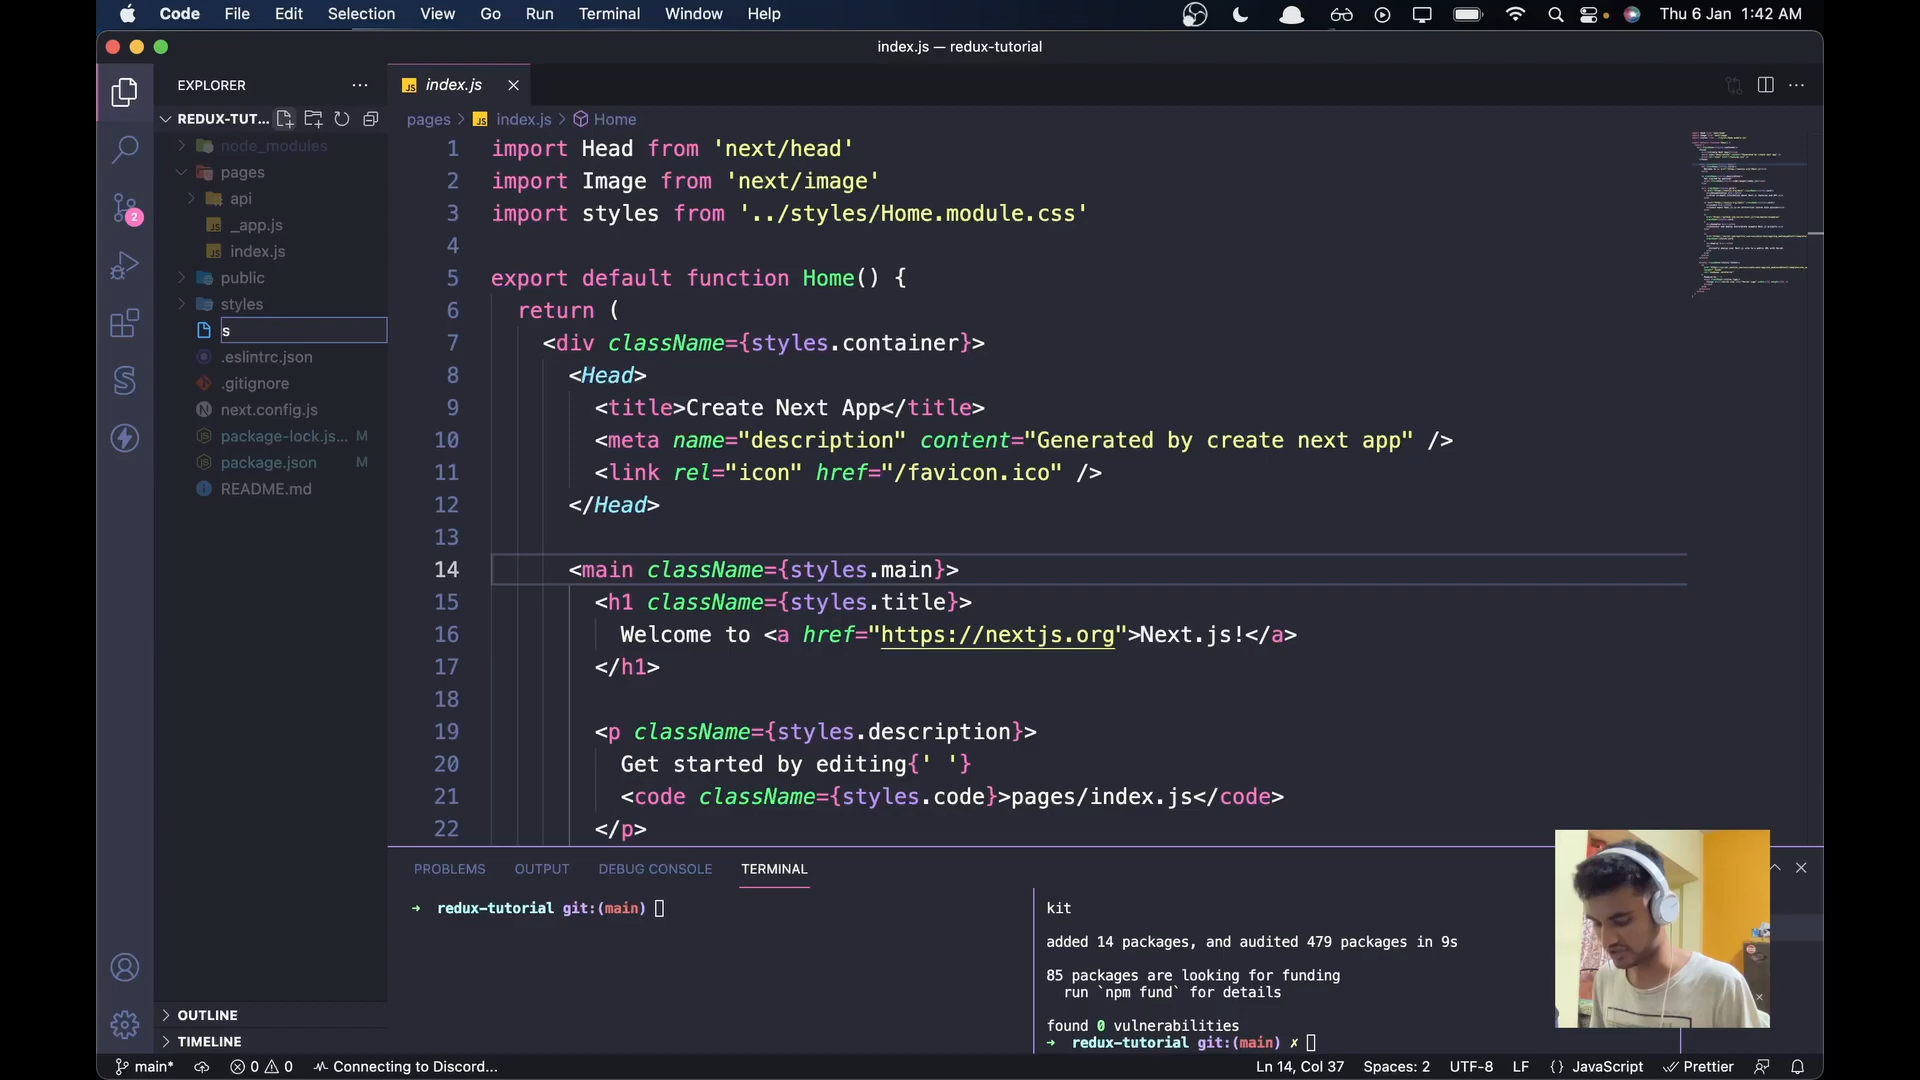 Code File Edit Selection View Go Run Terminal Window Help Thu 6 Jan 1:42 AM
index.js — redux-tutorial
EXPLORER
index.js
REDUX-TUT...
pages > index.js > Home
node_modules
pages
api
_app.js
index.js
public
styles
s
.eslintrc.json
.gitignore
next.config.js
package-lock.js... M
package.json M
README.md
2
1 import Head from 'next/head'
2 import Image from 'next/image'
3 import styles from '../styles/Home.module.css'
4
5 export default function Home() {
6 return (
7 <div className={styles.container}>
8 <Head>
9 <title>Create Next App</title>
10 <meta name="description" content="Generated by create next app" />
11 <link rel="icon" href="/favicon.ico" />
12 </Head>
13
14 <main className={styles.main}>
15 <h1 className={styles.title}>
16 Welcome to <a href="https://nextjs.org">Next.js!</a>
17 </h1>
18
19 <p className={styles.description}>
20 Get started by editing{' '}
21 <code className={styles.code}>pages/index.js</code>
22 </p>
PROBLEMS OUTPUT DEBUG CONSOLE TERMINAL
→ redux-tutorial git:(main)
kit
added 14 packages, and audited 479 packages in 9s
85 packages are looking for funding
run `npm fund` for details
found 0 vulnerabilities
→ redux-tutorial git:(main) ✗
OUTLINE
TIMELINE
main* 0 0 Connecting to Discord... Ln 14, Col 37 Spaces: 2 UTF-8 LF {} JavaScript Prettier